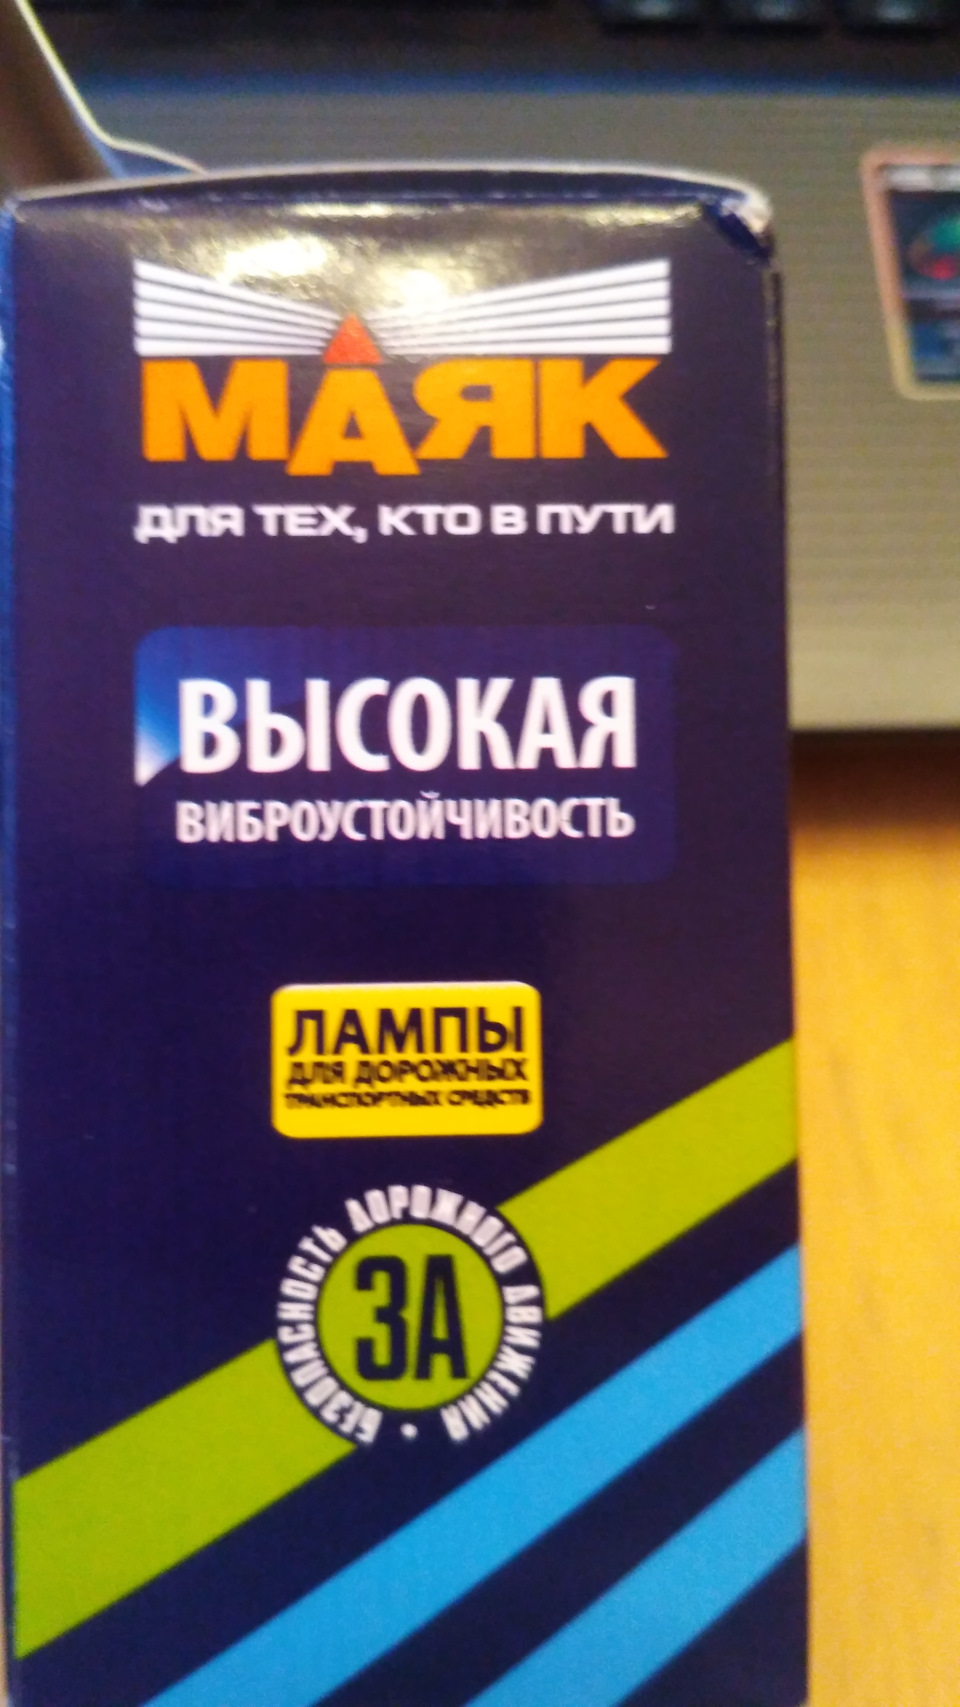 МАЯК
ДЛЯ ТЕХ, КТО В ПУТИ
ВЫСОКАЯ
ВИБРОУСТОЙЧИВОСТЬ
ЛАМПЫ
ДЛЯ ДОРОЖНЫХ
ТРАНСПОРТНЫХ СРЕДСТВ
ЗА
БЕЗОПАСНОСТЬ ДОРОЖНОГО ДВИЖЕНИЯ •